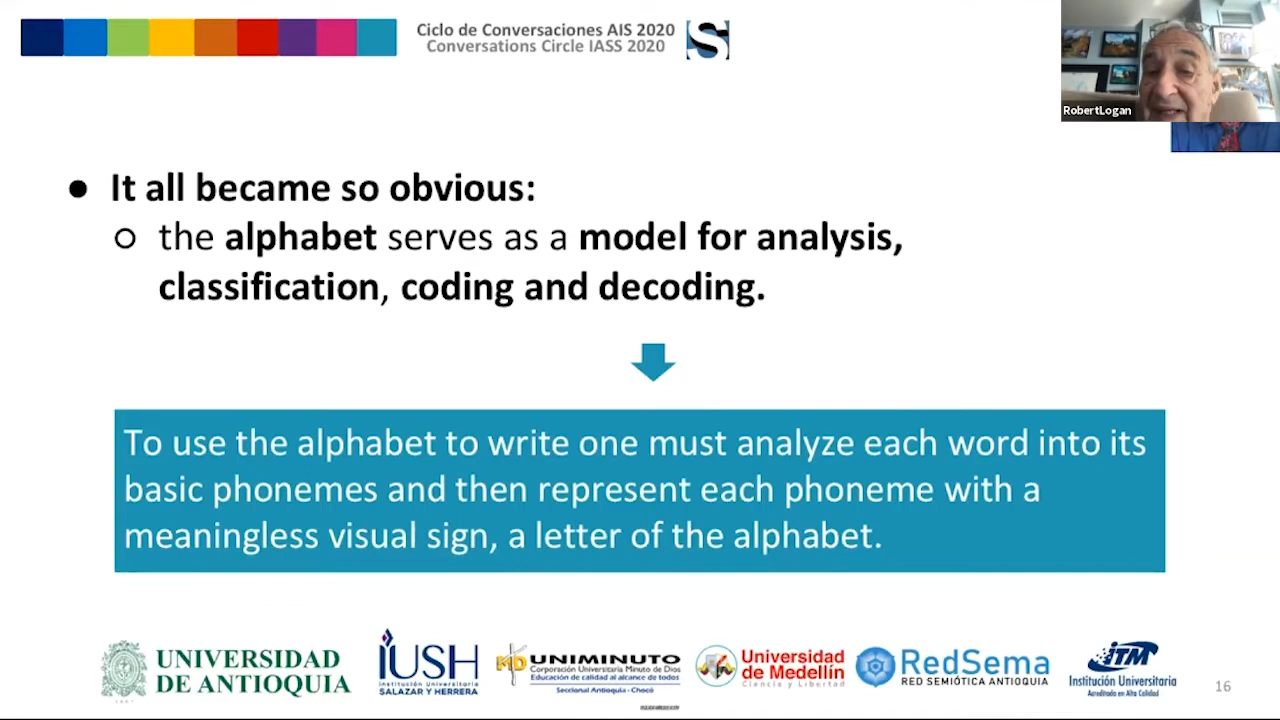 Ciclo de Conversaciones AIS 2020
Conversations Circle IASS 2020
S
RobertLogan
● It all became so obvious:
○ the alphabet serves as a model for analysis,
classification, coding and decoding.
To use the alphabet to write one must analyze each word into its
basic phonemes and then represent each phoneme with a
meaningless visual sign, a letter of the alphabet.
UNIVERSIDAD
DE ANTIOQUIA
IUSH
Institución Universitaria
SALAZAR Y HERRERA
MD UNIMINUTO
Corporación Universitaria Minuto de Dios
Educación de calidad al alcance de todos
Seccional Antioquia - Chocó
Universidad
de Medellín
Ciencia y Libertad
RedSema
RED SEMIÓTICA ANTIOQUIA
iTM
Institución Universitaria
Acreditada en Alta Calidad
16